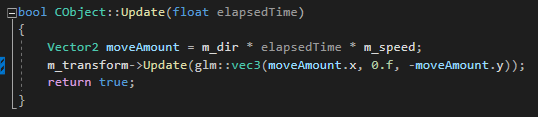 bool CObject::Update(float elapsedTime)
{
Vector2 moveAmount = m_dir * elapsedTime * m_speed;
m_transform->Update(glm::vec3(moveAmount.x, 0.f, -moveAmount.y));
return true;
}